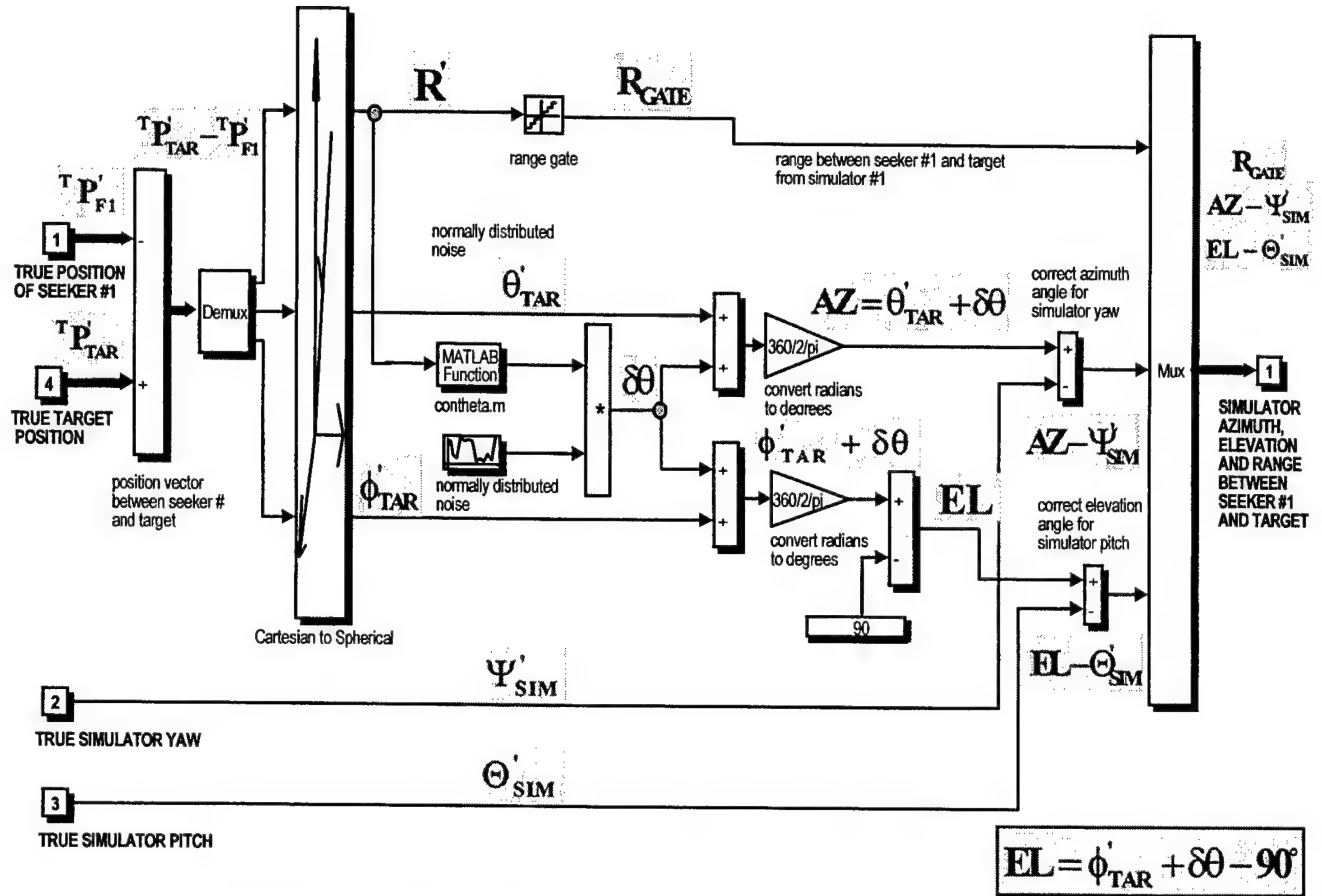 R'
R_GATE
ᵀP'_TAR − ᵀP'_F1
range gate
range between seeker #1 and target
from simulator #1
ᵀP'_F1
1
-
TRUE POSITION
OF SEEKER #1
ᵀP'_TAR
4
+
TRUE TARGET
POSITION
position vector
between seeker #
and target
Demux
Cartesian to Spherical
normally distributed
noise
θ'_TAR
MATLAB
Function
contheta.m
normally distributed
noise
ϕ'_TAR
*
δθ
+
+
360/2/pi
convert radians
to degrees
AZ = θ'_TAR + δθ
ϕ'_TAR + δθ
+
+
360/2/pi
convert radians
to degrees
+
-
90
EL
correct azimuth
angle for
simulator yaw
+
-
AZ − Ψ'_SIM
correct elevation
angle for
simulator pitch
+
-
EL − Θ'_SIM
Mux
R_GATE
AZ − Ψ'_SIM
EL − Θ'_SIM
1
SIMULATOR
AZIMUTH,
ELEVATION
AND RANGE
BETWEEN
SEEKER #1
AND TARGET
Ψ'_SIM
2
TRUE SIMULATOR YAW
Θ'_SIM
3
TRUE SIMULATOR PITCH
EL = ϕ'_TAR + δθ − 90°